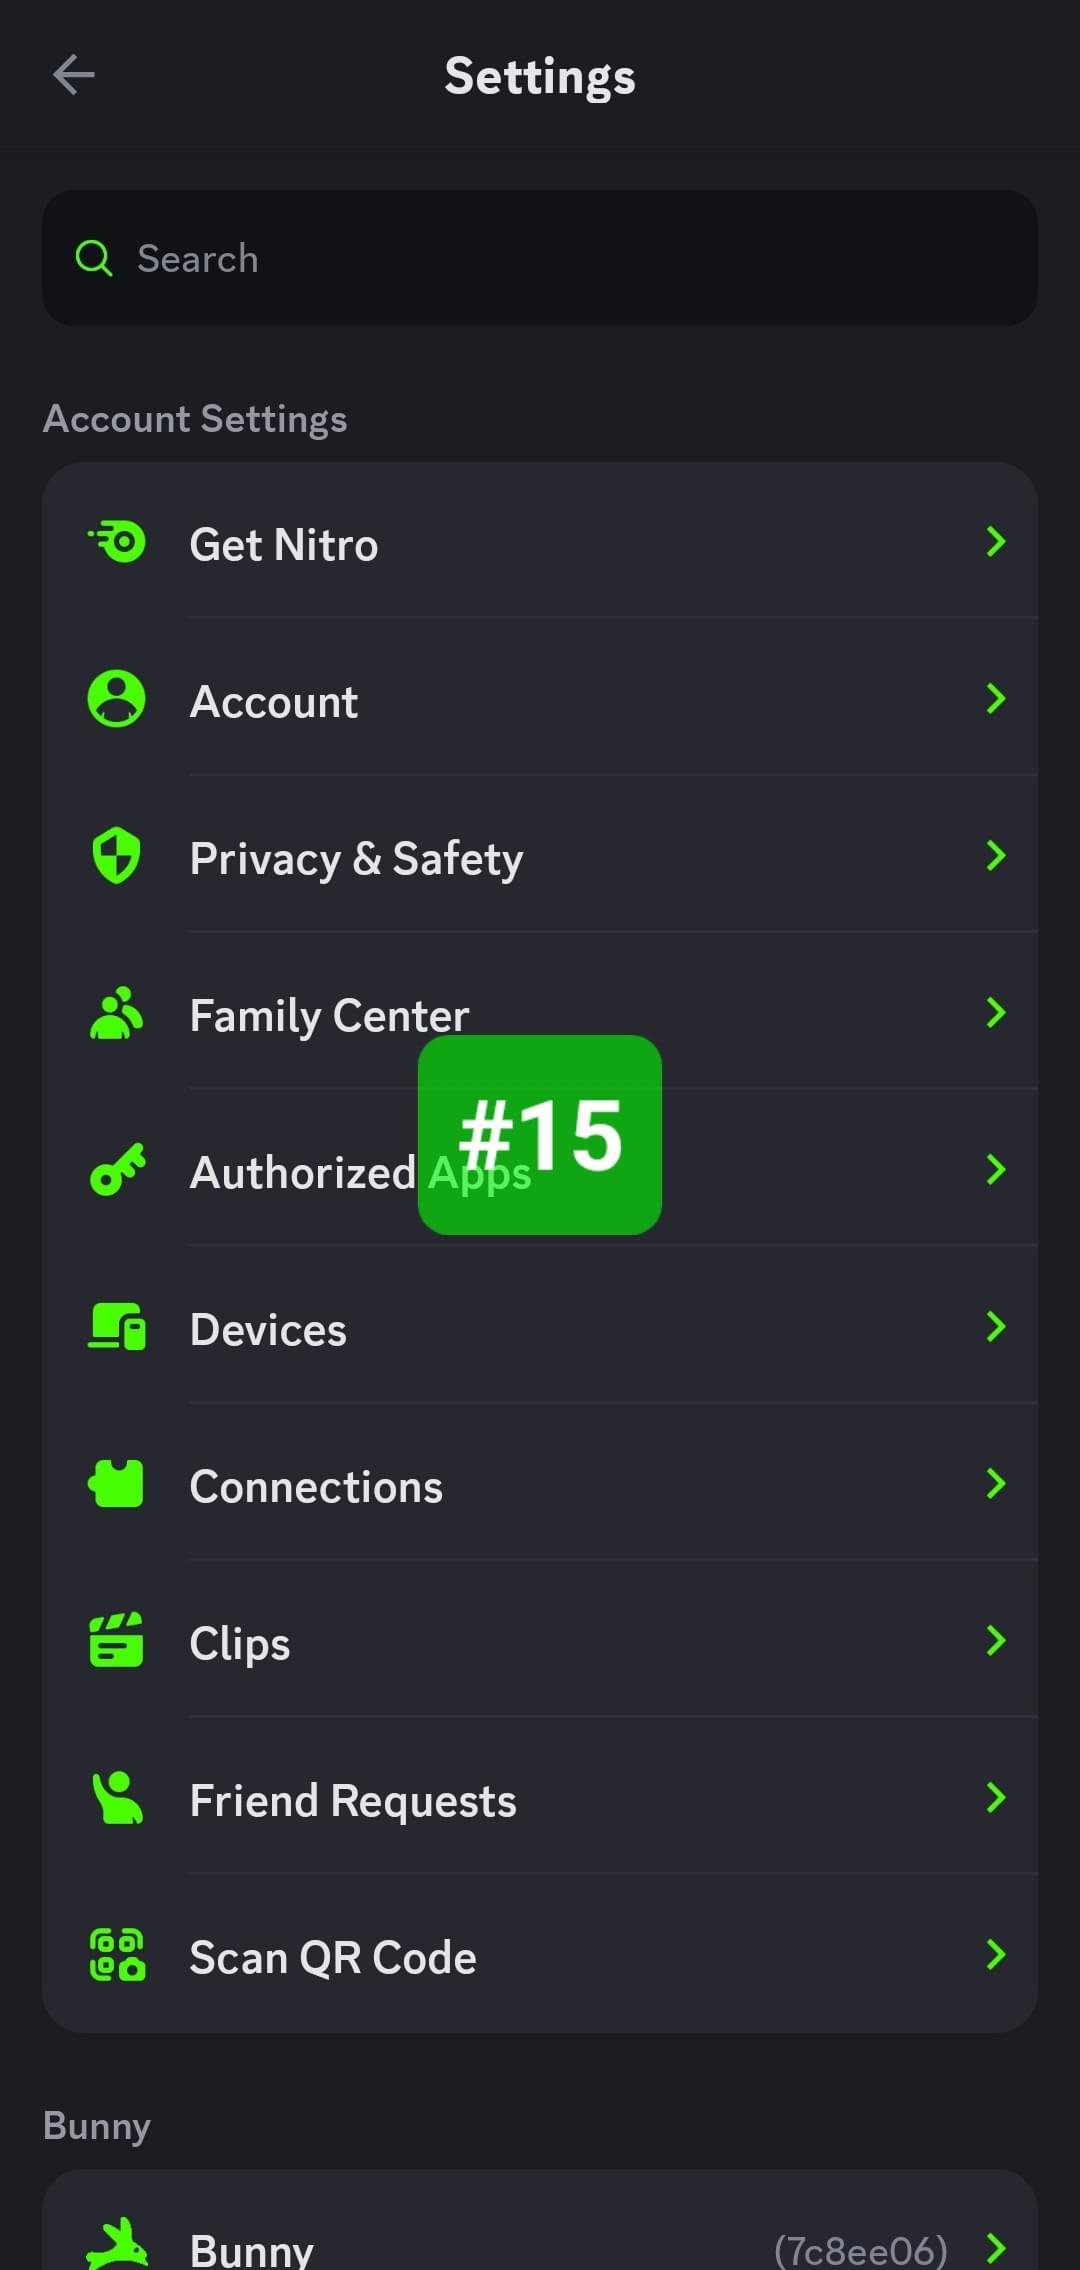 Settings
Search
Account Settings
Get Nitro
Account
Privacy & Safety
Family Center
#15
Authorized Apps
Devices
Connections
Clips
Friend Requests
Scan QR Code
Bunny
Bunny (7c8ee06)